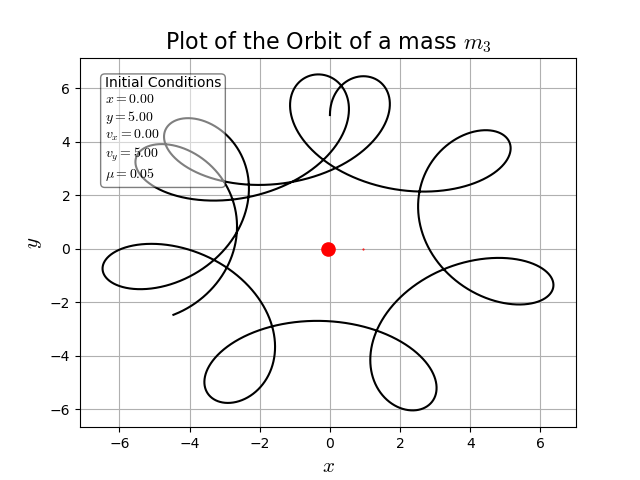 Plot of the Orbit of a mass m₃
Initial Conditions
x = 0.00
y = 5.00
vₓ = 0.00
v_y = 5.00
μ = 0.05
6
4
2
0
−2
−4
−6
y
−6 −4 −2 0 2 4 6
x